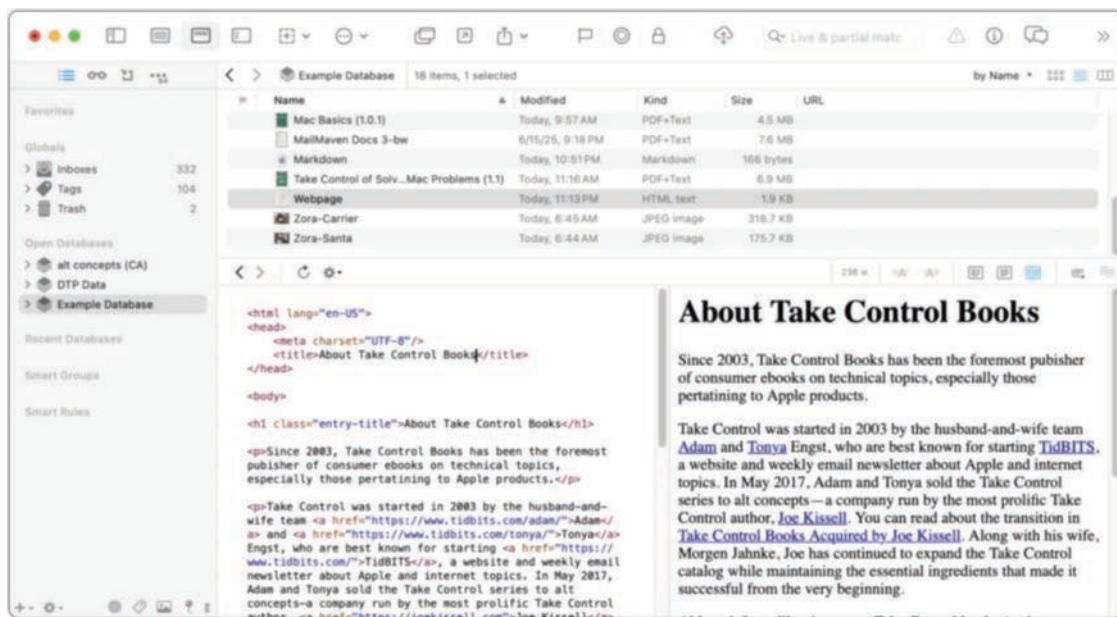 Live & partial matc
Example Database 18 items, 1 selected by Name
Favorites
Globals
Inboxes 332
Tags 104
Trash 2
Open Databases
alt concepts (CA)
DTP Data
Example Database
Recent Databases
Smart Groups
Smart Rules
Name Modified Kind Size URL
Mac Basics (1.0.1) Today, 9:57 AM PDF+Text 4.5 MB
MailMaven Docs 3-bw 6/15/25, 9:18 PM PDF+Text 7.6 MB
Markdown Today, 10:51 PM Markdown 166 bytes
Take Control of Solv...Mac Problems (1.1) Today, 11:16 AM PDF+Text 6.9 MB
Webpage Today, 11:13 PM HTML text 1.9 KB
Zora-Carrier Today, 6:45 AM JPEG image 318.7 KB
Zora-Santa Today, 6:44 AM JPEG image 175.7 KB
<html lang="en-US">
<head>
<meta charset="UTF-8"/>
<title>About Take Control Books</title>
</head>
<body>
<h1 class="entry-title">About Take Control Books</h1>
<p>Since 2003, Take Control Books has been the foremost
pubisher of consumer ebooks on technical topics,
especially those pertatining to Apple products.</p>
<p>Take Control was started in 2003 by the husband-and-
wife team <a href="https://www.tidbits.com/adam/">Adam</
a> and <a href="https://www.tidbits.com/tonya/">Tonya</a>
Engst, who are best known for starting <a href="https://
www.tidbits.com/">TidBITS</a>, a website and weekly email
newsletter about Apple and internet topics. In May 2017,
Adam and Tonya sold the Take Control series to alt
concepts—a company run by the most prolific Take Control
About Take Control Books
Since 2003, Take Control Books has been the foremost pubisher
of consumer ebooks on technical topics, especially those
pertatining to Apple products.
Take Control was started in 2003 by the husband-and-wife team
Adam and Tonya Engst, who are best known for starting TidBITS,
a website and weekly email newsletter about Apple and internet
topics. In May 2017, Adam and Tonya sold the Take Control
series to alt concepts—a company run by the most prolific Take
Control author, Joe Kissell. You can read about the transition in
Take Control Books Acquired by Joe Kissell. Along with his wife,
Morgen Jahnke, Joe has continued to expand the Take Control
catalog while maintaining the essential ingredients that made it
successful from the very beginning.